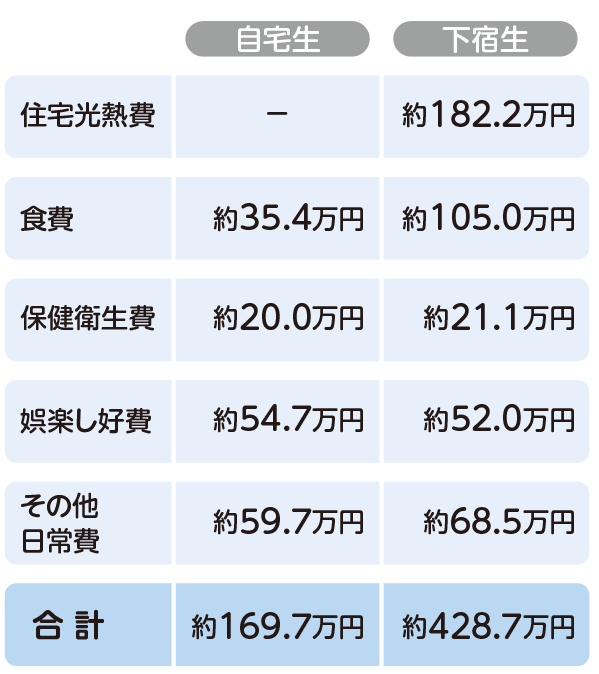 自宅生 下宿生
住宅光熱費 － 約182.2万円
食費 約35.4万円 約105.0万円
保健衛生費 約20.0万円 約21.1万円
娯楽し好費 約54.7万円 約52.0万円
その他
日常費 約59.7万円 約68.5万円
合計 約169.7万円 約428.7万円